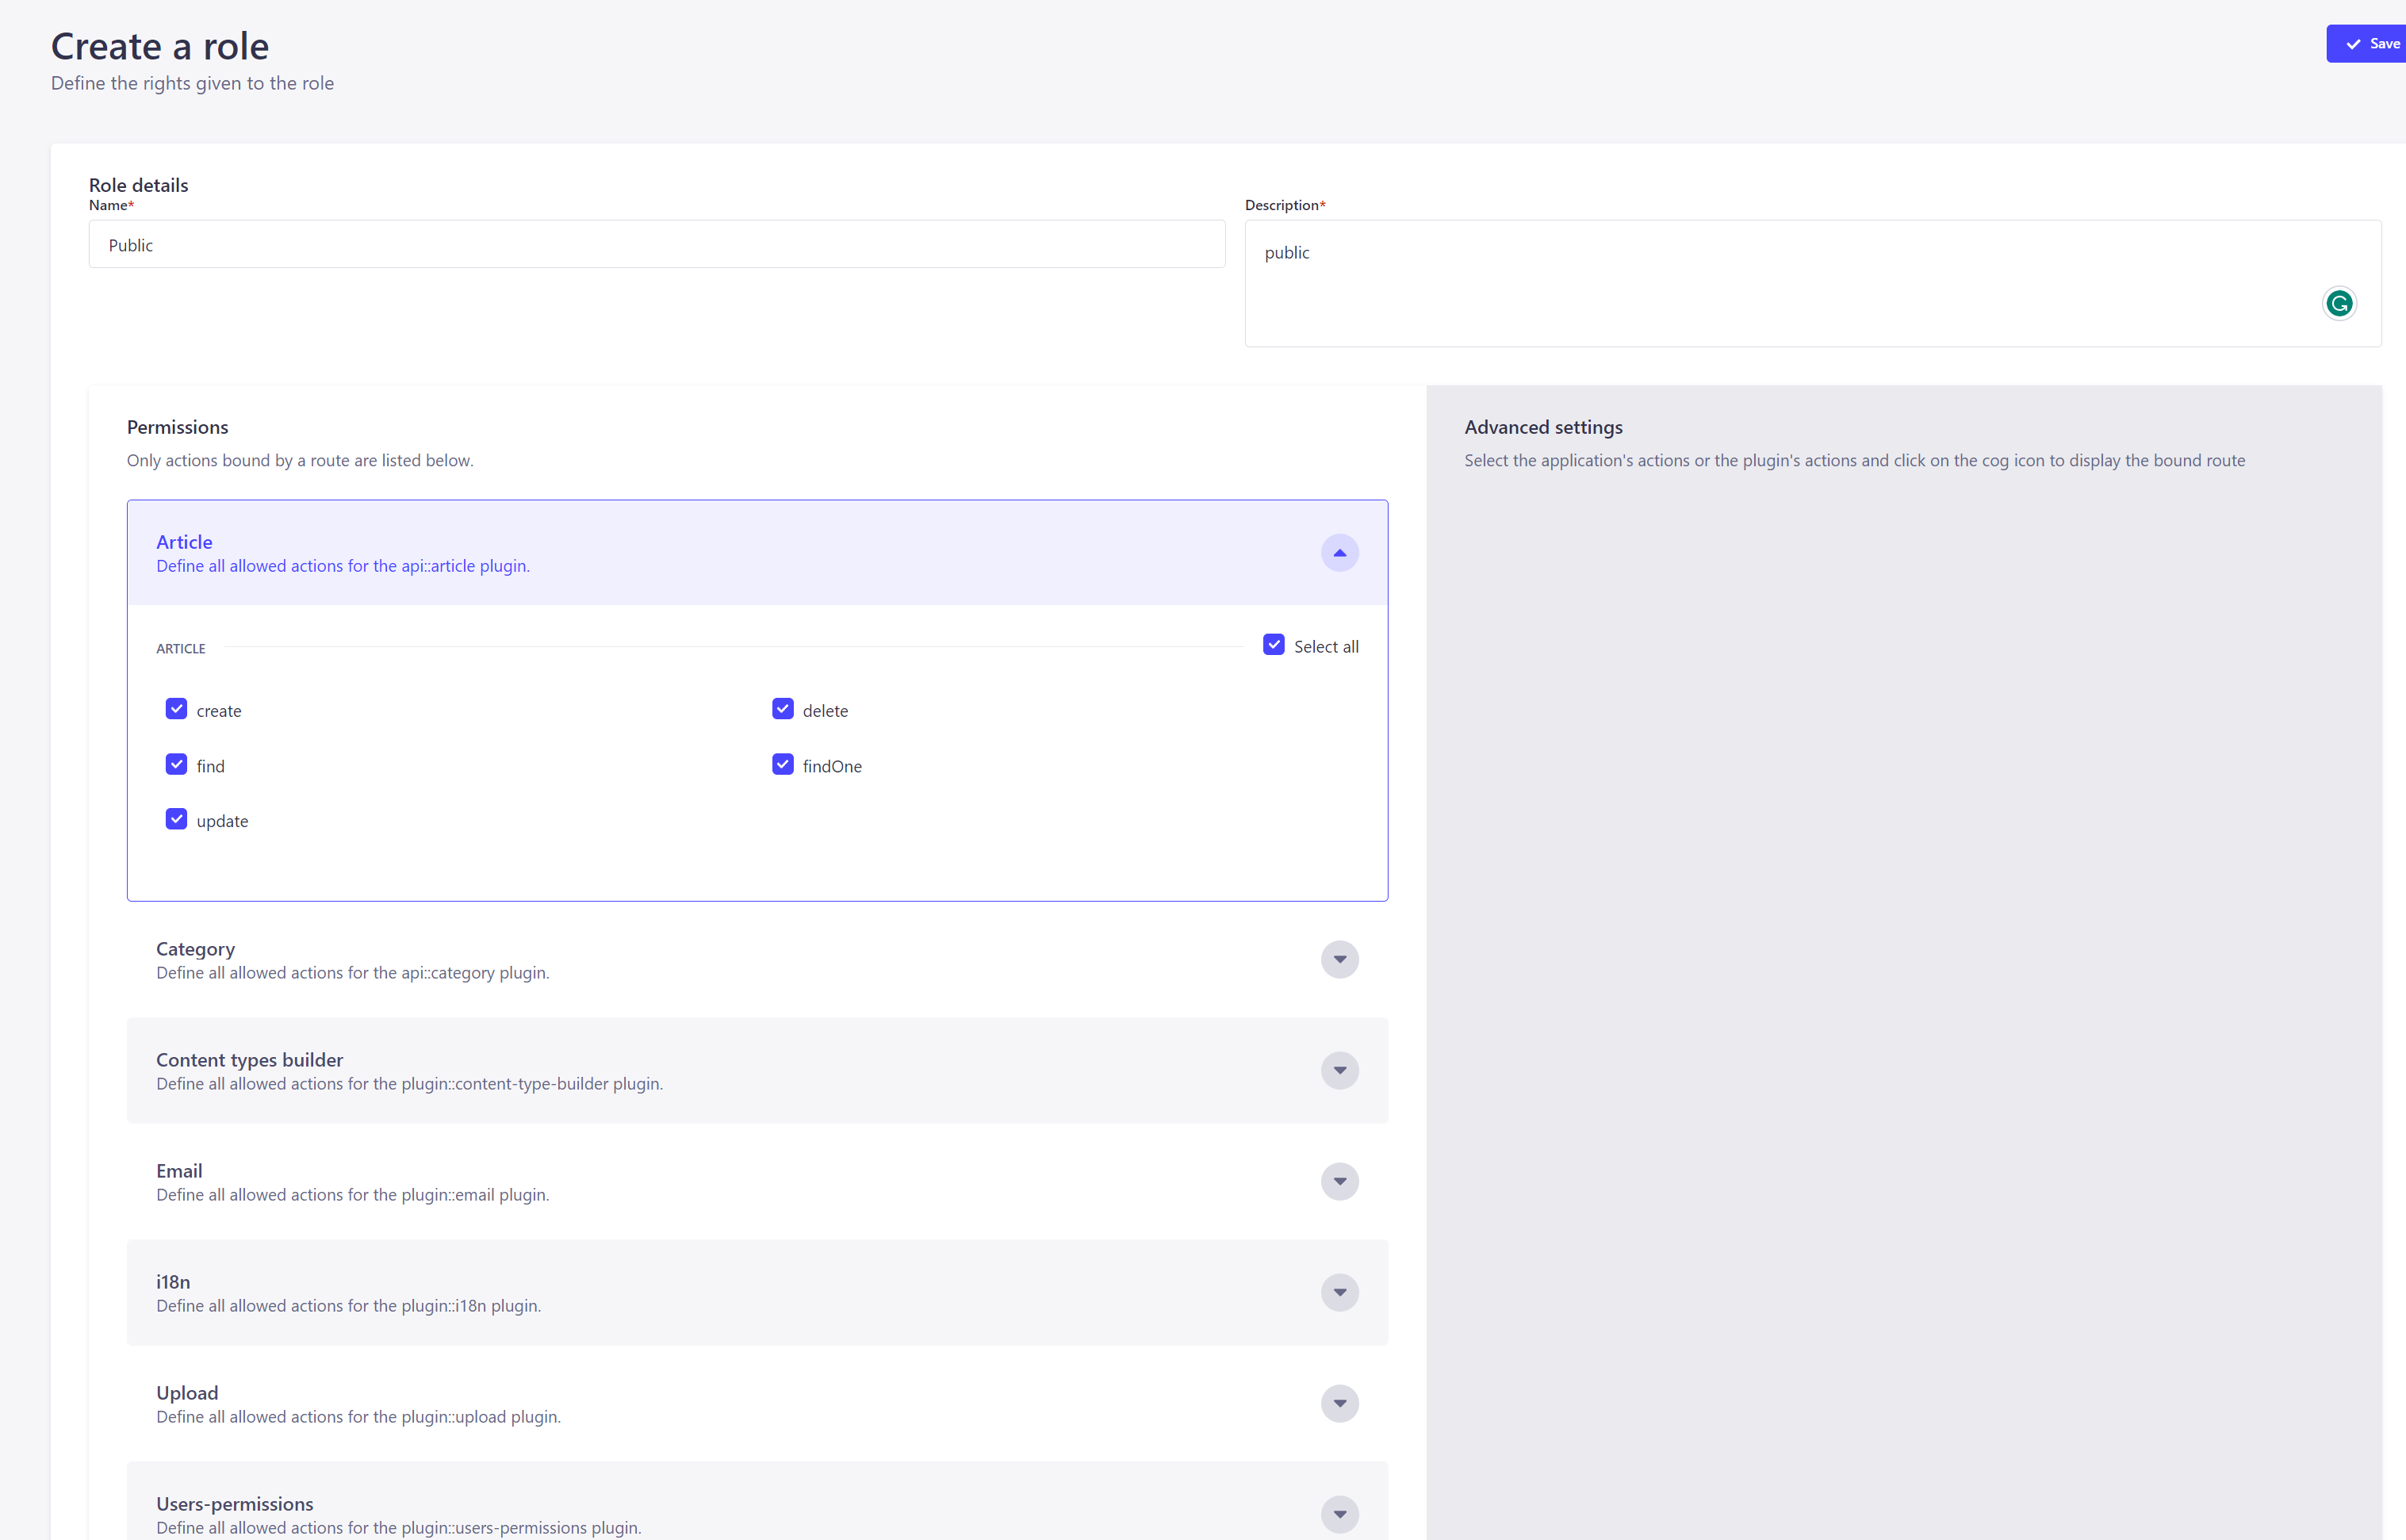 Create a role
Define the rights given to the role
Save
Role details
Name*
Public
Description*
public
Permissions
Only actions bound by a route are listed below.
Advanced settings
Select the application's actions or the plugin's actions and click on the cog icon to display the bound route
Article
Define all allowed actions for the api::article plugin.
ARTICLE
Select all
create
delete
find
findOne
update
Category
Define all allowed actions for the api::category plugin.
Content types builder
Define all allowed actions for the plugin::content-type-builder plugin.
Email
Define all allowed actions for the plugin::email plugin.
i18n
Define all allowed actions for the plugin::i18n plugin.
Upload
Define all allowed actions for the plugin::upload plugin.
Users-permissions
Define all allowed actions for the plugin::users-permissions plugin.